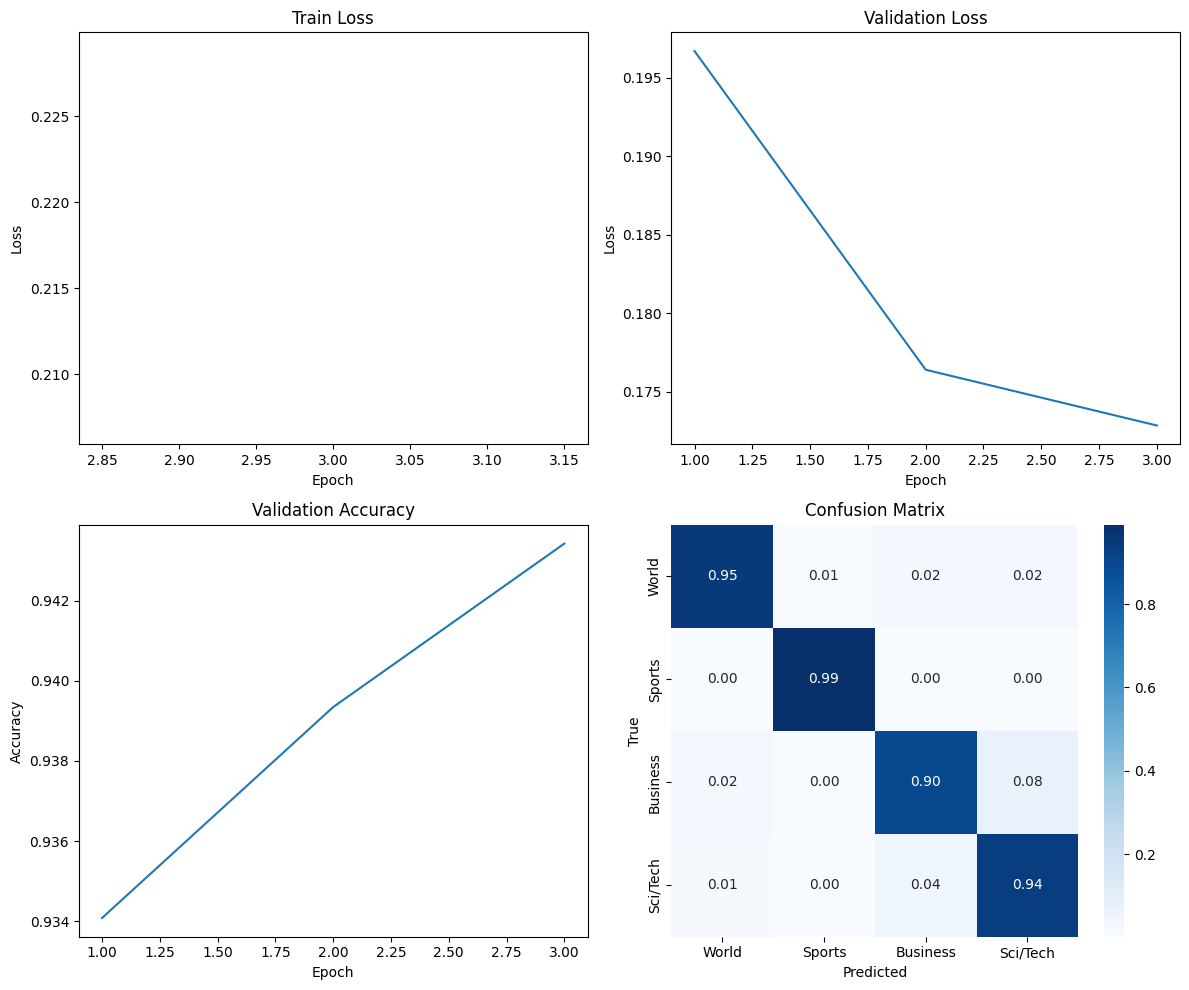 Train Loss
0.225
0.220
0.215
0.210
Loss
2.85 2.90 2.95 3.00 3.05 3.10 3.15
Epoch
Validation Loss
0.195
0.190
0.185
0.180
0.175
Loss
1.00 1.25 1.50 1.75 2.00 2.25 2.50 2.75 3.00
Epoch
Validation Accuracy
0.942
0.940
0.938
0.936
0.934
Accuracy
1.00 1.25 1.50 1.75 2.00 2.25 2.50 2.75 3.00
Epoch
Confusion Matrix
World 0.95 0.01 0.02 0.02
Sports 0.00 0.99 0.00 0.00
Business 0.02 0.00 0.90 0.08
Sci/Tech 0.01 0.00 0.04 0.94
True
World Sports Business Sci/Tech
Predicted
0.8
0.6
0.4
0.2